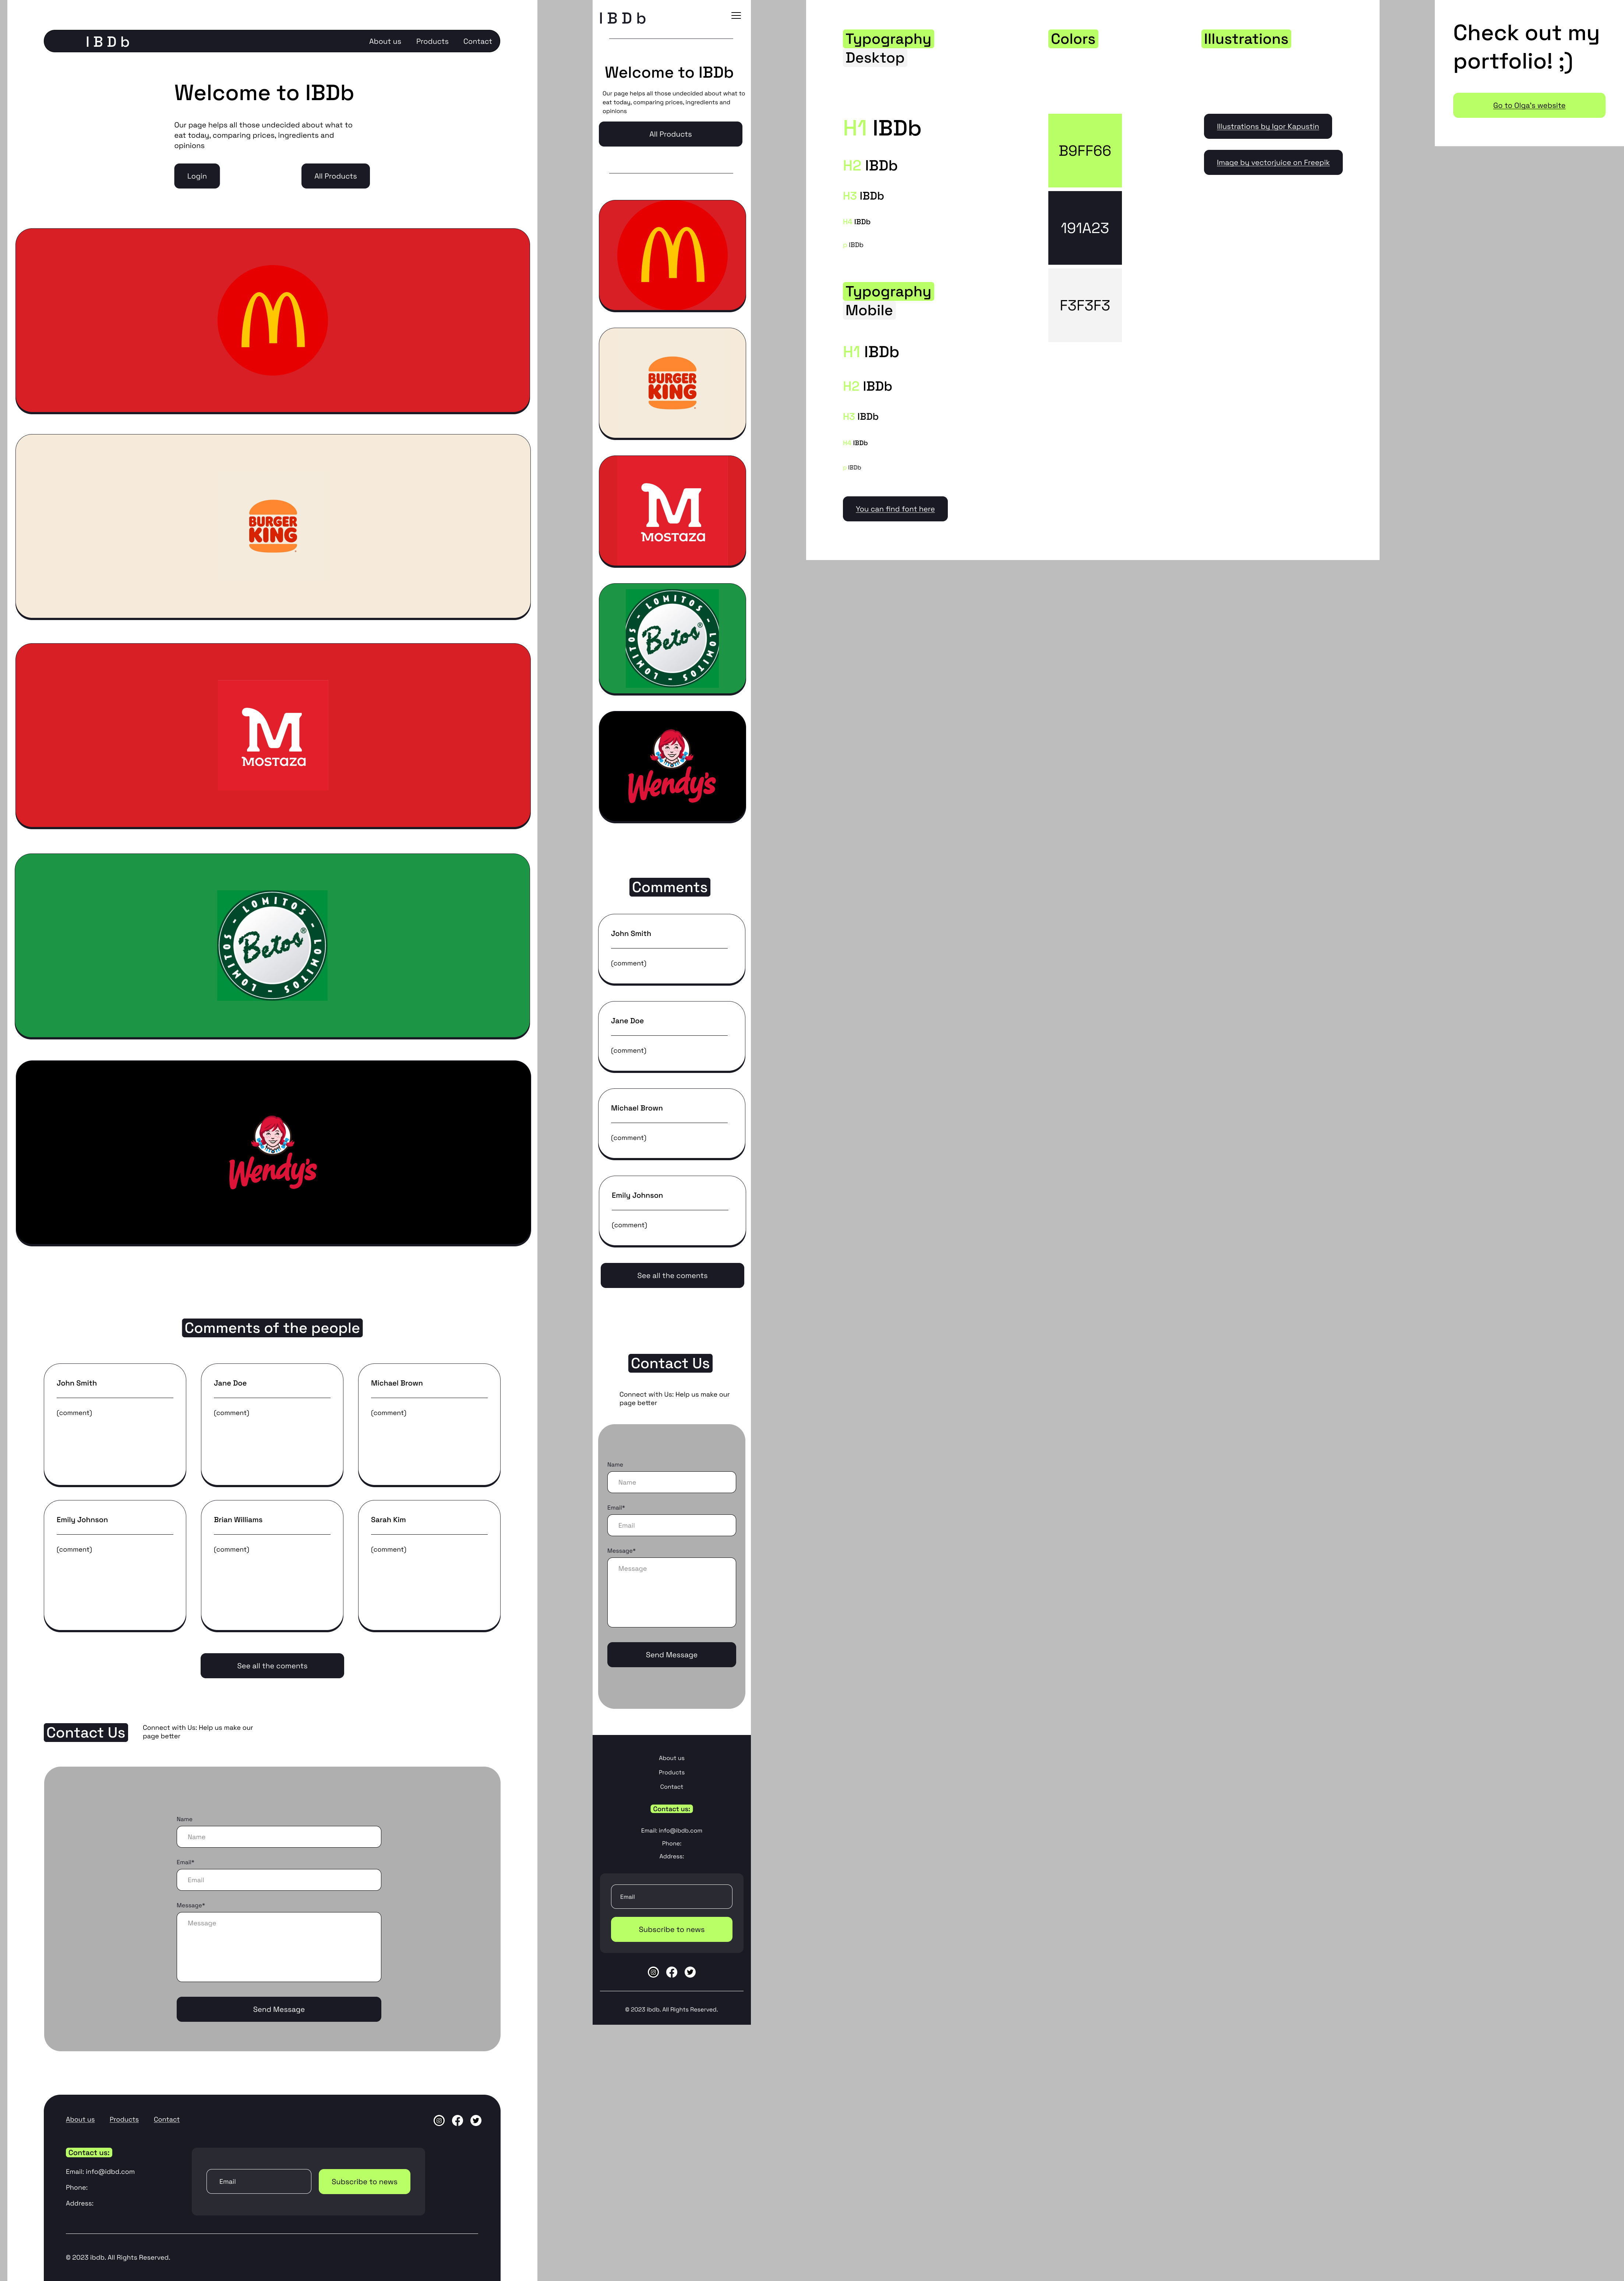 IBDb
About us Products Contact
Welcome to IBDb
Our page helps all those undecided about what to
eat today, comparing prices, ingredients and
opinions
Login
All Products
BURGER
KING
M
MOSTAZA
LOMITOS - LOMITOS - LOMITOS -
Betos®
Wendy's
Comments of the people
John Smith
(comment)
Jane Doe
(comment)
Michael Brown
(comment)
Emily Johnson
(comment)
Brian Williams
(comment)
Sarah Kim
(comment)
See all the coments
Contact Us
Connect with Us: Help us make our
page better
Name
Name
Email*
Email
Message*
Message
Send Message
About us Products Contact
Contact us:
Email: info@idbd.com
Phone:
Address:
Email
Subscribe to news
© 2023 ibdb. All Rights Reserved.
IBDb
Welcome to IBDb
Our page helps all those undecided about what to
eat today, comparing prices, ingredients and
opinions
All Products
BURGER
KING
M
MOSTAZA
LOMITOS - LOMITOS - LOMITOS -
Betos®
Wendy's
Comments
John Smith
(comment)
Jane Doe
(comment)
Michael Brown
(comment)
Emily Johnson
(comment)
See all the coments
Contact Us
Connect with Us: Help us make our
page better
Name
Name
Email*
Email
Message*
Message
Send Message
About us
Products
Contact
Contact us:
Email: info@ibdb.com
Phone:
Address:
Email
Subscribe to news
© 2023 ibdb. All Rights Reserved.
Typography
Desktop
H1 IBDb
H2 IBDb
H3 IBDb
H4 IBDb
IBDb
Typography
Mobile
H1 IBDb
H2 IBDb
H3 IBDb
H4 IBDb
IBDb
You can find font here
Colors
B9FF66
191A23
F3F3F3
Illustrations
Illustrations by Igor Kapustin
Image by vectorjuice on Freepik
Check out my
portfolio! ;)
Go to Olga's website